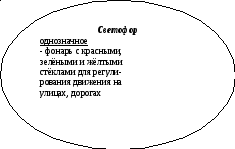 Светофор
однозначное
- фонарь с красными,
зелёными и жёлтыми
стёклами для регули-
рования движения на
улицах, дорогах